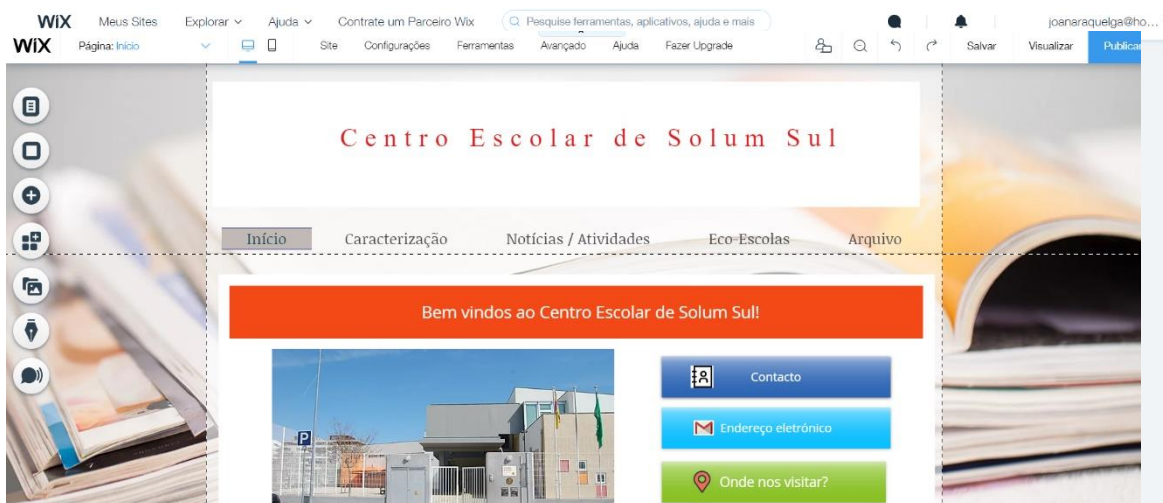 WiX Meus Sites Explorar Ajuda Contrate um Parceiro Wix Pesquise ferramentas, aplicativos, ajuda e mais joanaraquelga@ho...
WiX Página: Início Site Configurações Ferramentas Avançado Ajuda Fazer Upgrade Salvar Visualizar Publicar
Centro Escolar de Solum Sul
Início Caracterização Notícias / Atividades Eco-Escolas Arquivo
Bem vindos ao Centro Escolar de Solum Sul!
Contacto
P
Endereço eletrónico
Onde nos visitar?